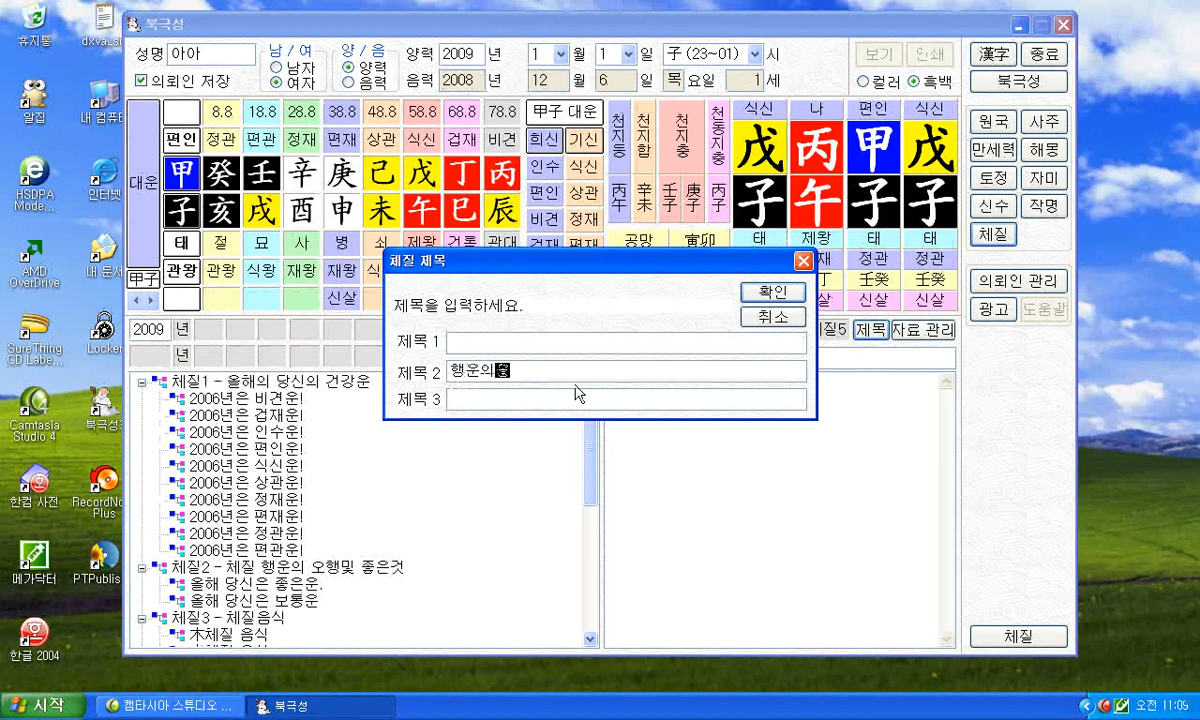 휴지통
dxva_si
알집
내 컴퓨터
HSDPA
Mode...
인터넷
AMD
OverDrive
내 문서
SureThing
CD Labe...
Locker
Camtasia
Studio 4
한컴 사전
RecordNo
Plus
메가닥터
PTPublis
한글 2004
북극성
성명 아아
의뢰인 저장
남 / 여
남자
여자
양 / 음
양력
음력
양력 2009 년 1 월 1 일 子 (23~01) 시
음력 2008 년 12 월 6 일 목 요일 1 세
보기 인쇄
컬러 흑백
漢字 종료
북극성
원국 사주
만세력 해몽
토정 자미
신수 작명
체질
의뢰인 관리
광고 도움말
체질
대운
甲子
8.8 18.8 28.8 38.8 48.8 58.8 68.8 78.8
편인 정관 편관 정재 편재 상관 식신 겁재 비견
甲 癸 壬 辛 庚 己 戊 丁 丙
子 亥 戌 酉 申 未 午 巳 辰
태 절 묘 사 병 쇠 제왕 건록 관대
관왕 관왕 식왕 재왕 재왕
신살
甲子 대운
희신 기신
인수 식신
편인 상관
비견 정재
겁재 편재
천지동 천지합 천지충 천동지충
丙午 辛未 壬子 庚子 丙子
공망 寅卯
식신 나 편인 식신
戊 丙 甲 戊
子 午 子 子
태 제왕 태 태
정관 정관
壬癸 壬癸
신살 신살
2009 년
년
체질5 제목 자료 관리
체질 제목
제목을 입력하세요.
확인
취소
제목 1
제목 2 행운의
제목 3
체질1 - 올해의 당신의 건강운
2006년은 비견운!
2006년은 겁재운!
2006년은 인수운!
2006년은 편인운!
2006년은 식신운!
2006년은 상관운!
2006년은 정재운!
2006년은 편재운!
2006년은 정관운!
2006년은 편관운!
체질2 - 체질 행운의 오행및 좋은것
올해 당신은 좋은운.
올해 당신은 보통운
체질3 - 체질음식
木체질 음식
시작
캠타시아 스튜디오 ...
북극성
오전 11:05